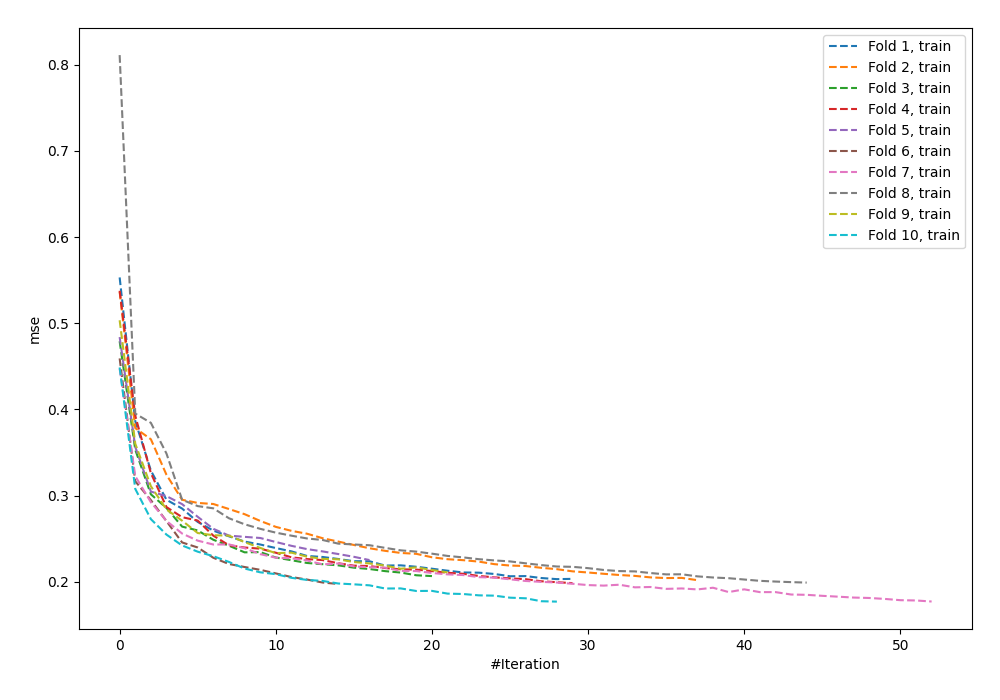 0.8
0.7
0.6
0.5
0.4
0.3
0.2
mse
0
10
20
30
40
50
#Iteration
Fold 1, train
Fold 2, train
Fold 3, train
Fold 4, train
Fold 5, train
Fold 6, train
Fold 7, train
Fold 8, train
Fold 9, train
Fold 10, train